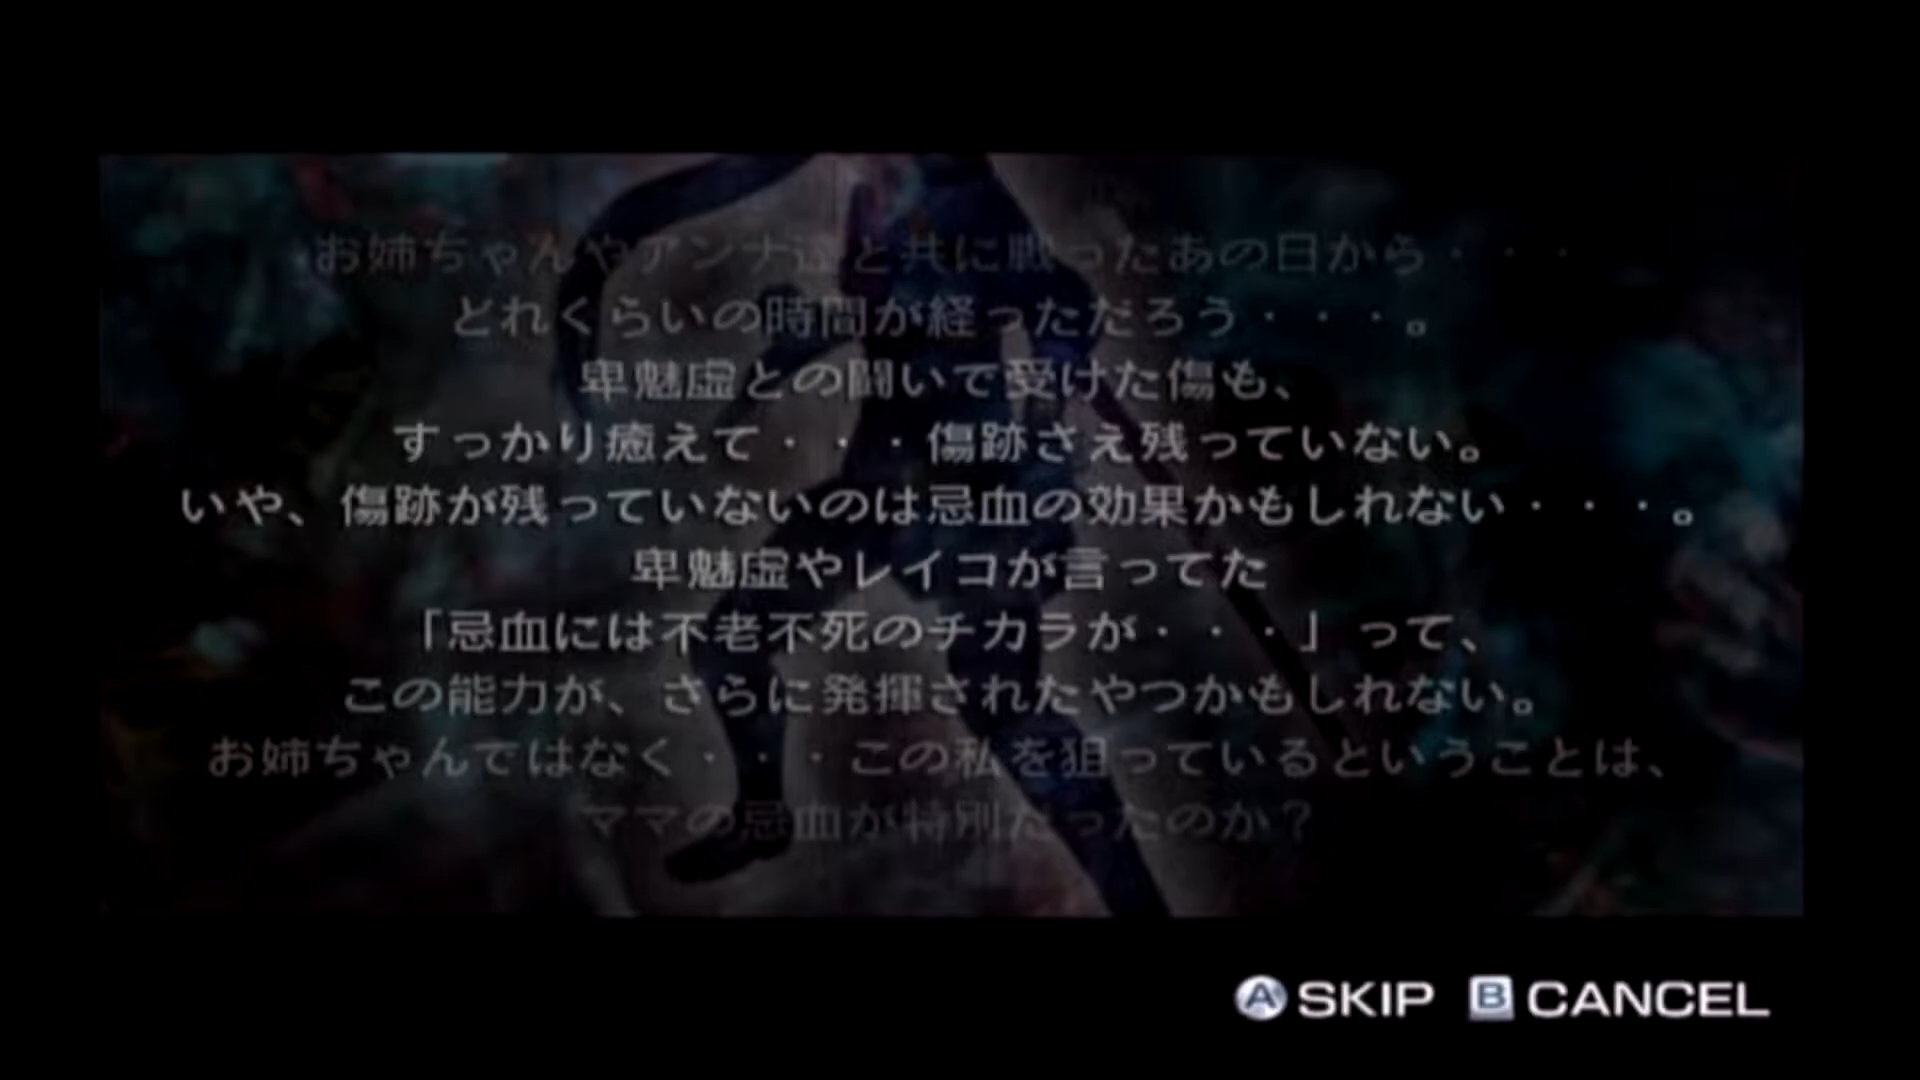 お姉ちゃんやアンナ達と共に戦ったあの日から・・・
どれくらいの時間が経っただろう・・・。
卑魅虚との闘いで受けた傷も、
すっかり癒えて・・・傷跡さえ残っていない。
いや、傷跡が残っていないのは忌血の効果かもしれない・・・。
卑魅虚やレイコが言ってた
「忌血には不老不死のチカラが・・・」って、
この能力が、さらに発揮されたやつかもしれない。
お姉ちゃんではなく・・・この私を狙っているということは、
ママの忌血が特別だったのか？
A SKIP B CANCEL